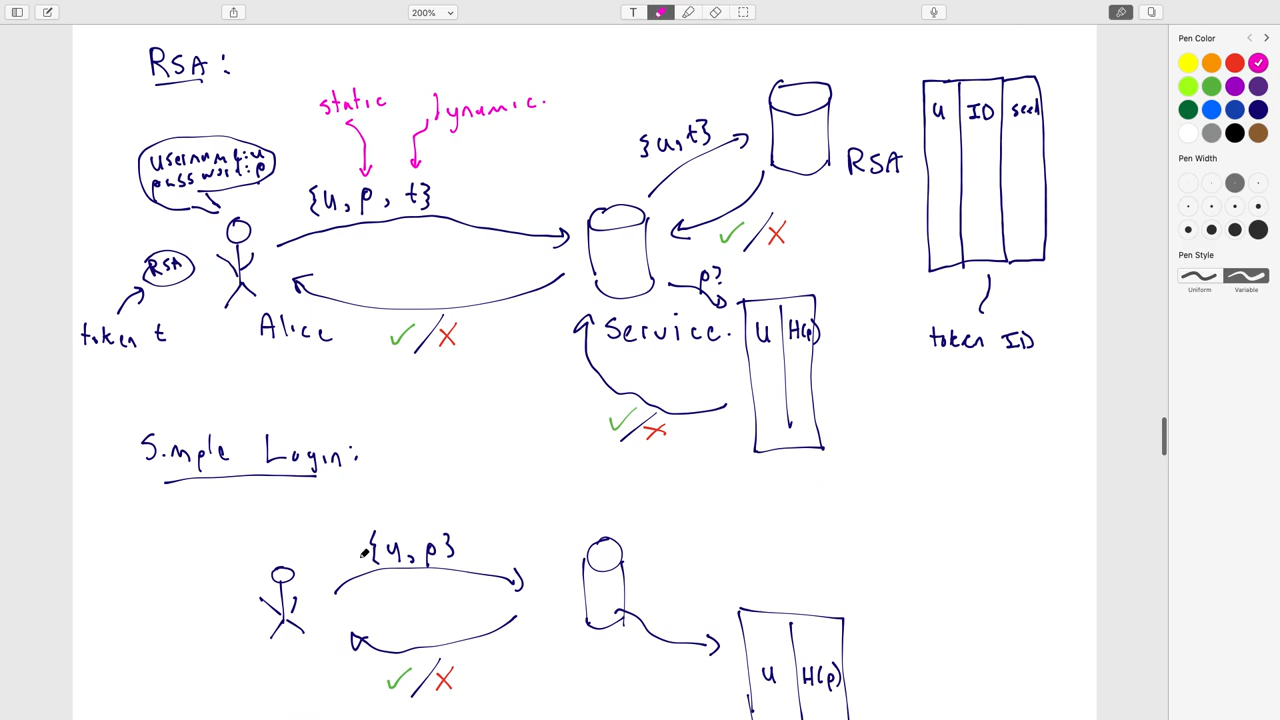 200%
T
RSA:
static
dynamic.
username: u
password: p
{u, p, t}
{u,t}
RSA
U
ID
seed
RSA
token t
Alice
p?
Service.
U
H(p)
token ID
Simple Login:
{u, p}
U
H(p)
Pen Color
Pen Width
Pen Style
Uniform
Variable